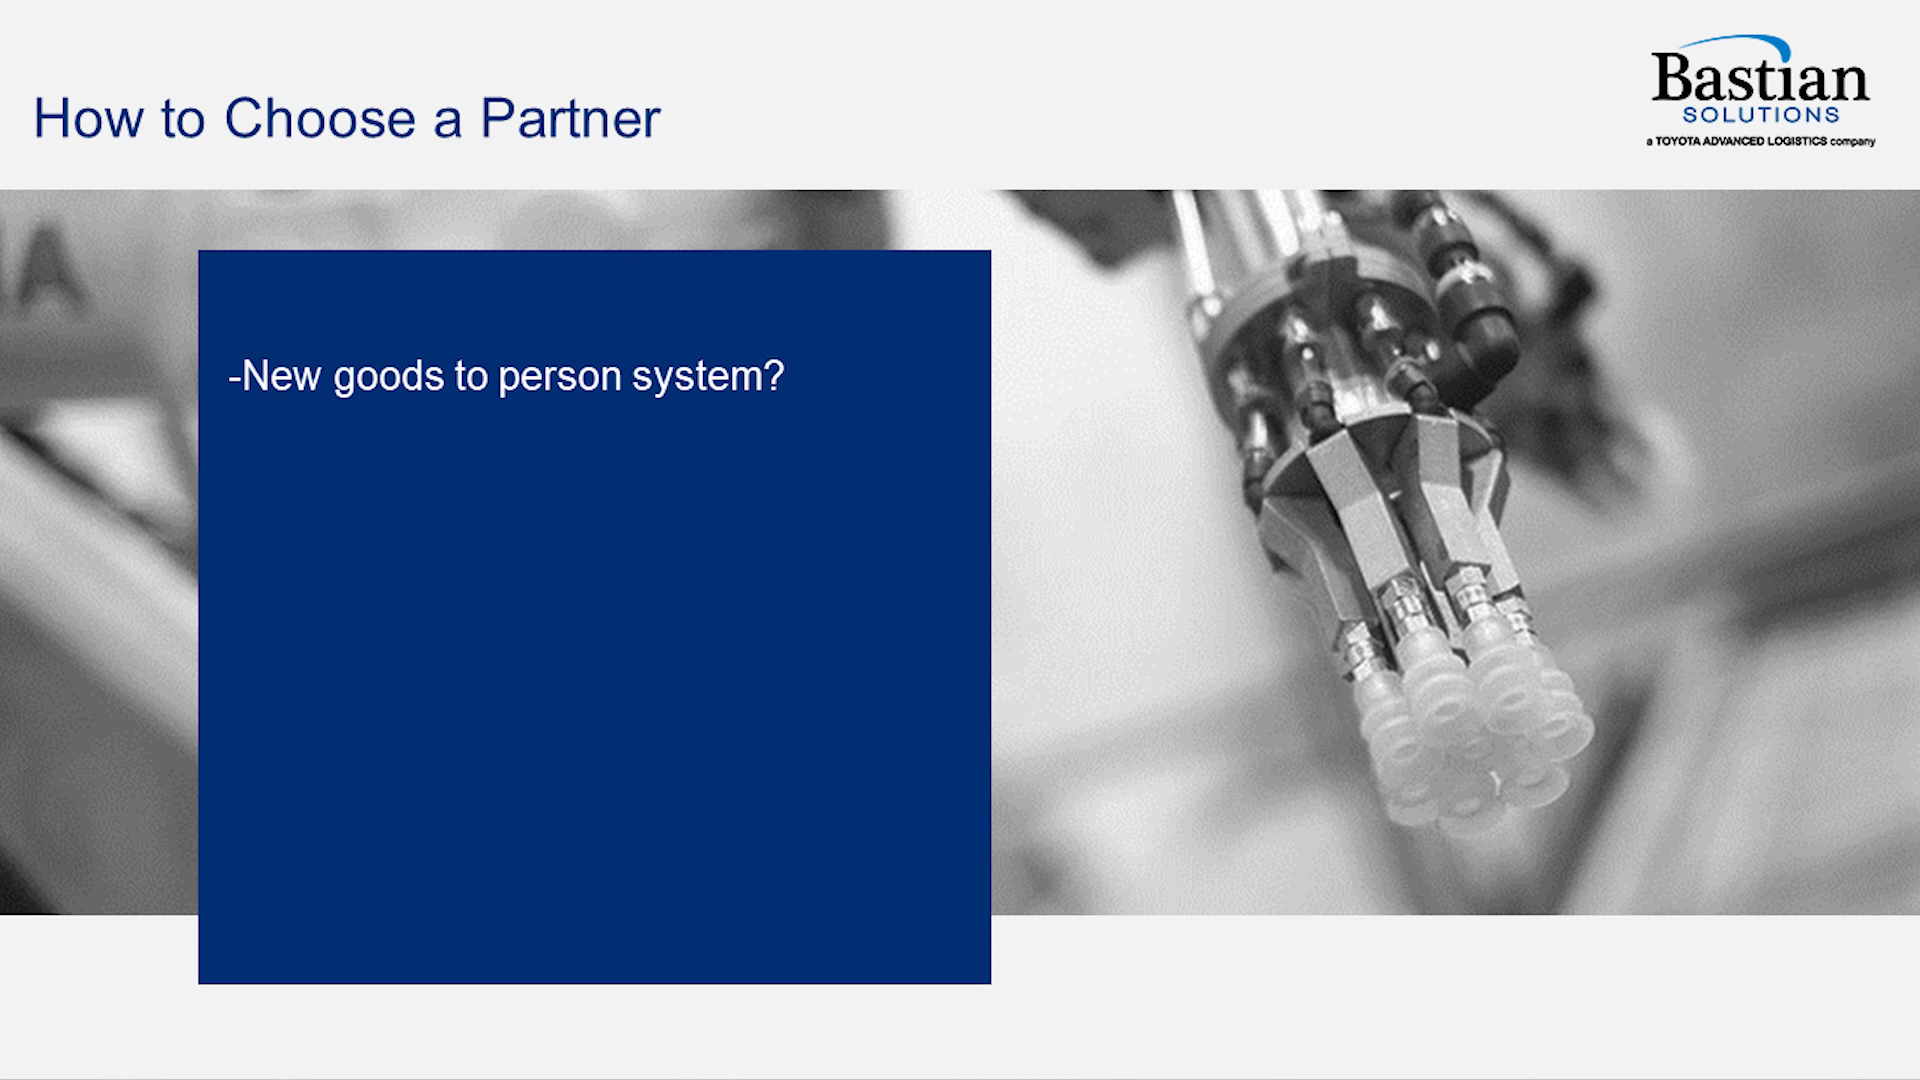 How to Choose a Partner
Bastian
SOLUTIONS
a TOYOTA ADVANCED LOGISTICS company
A
-New goods to person system?